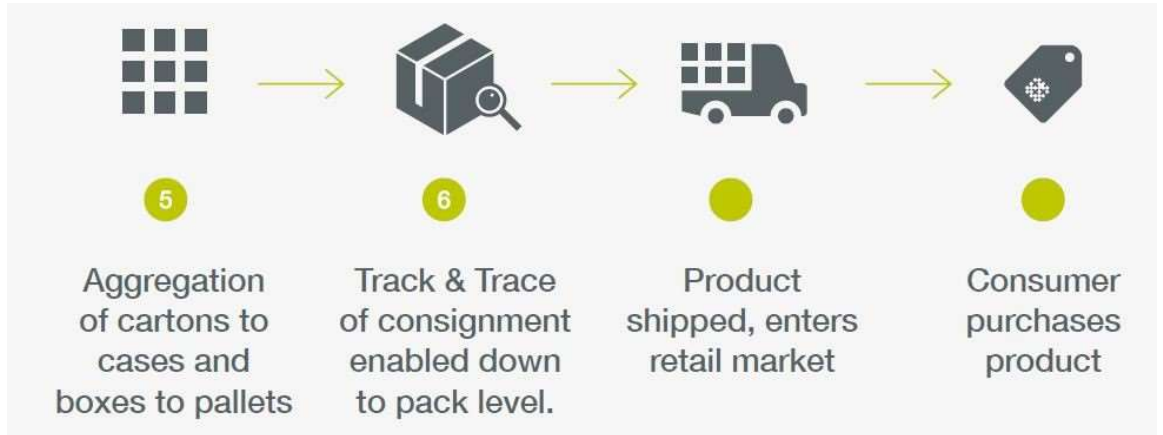 5
6
Aggregation
of cartons to
cases and
boxes to pallets
Track & Trace
of consignment
enabled down
to pack level.
Product
shipped, enters
retail market
Consumer
purchases
product